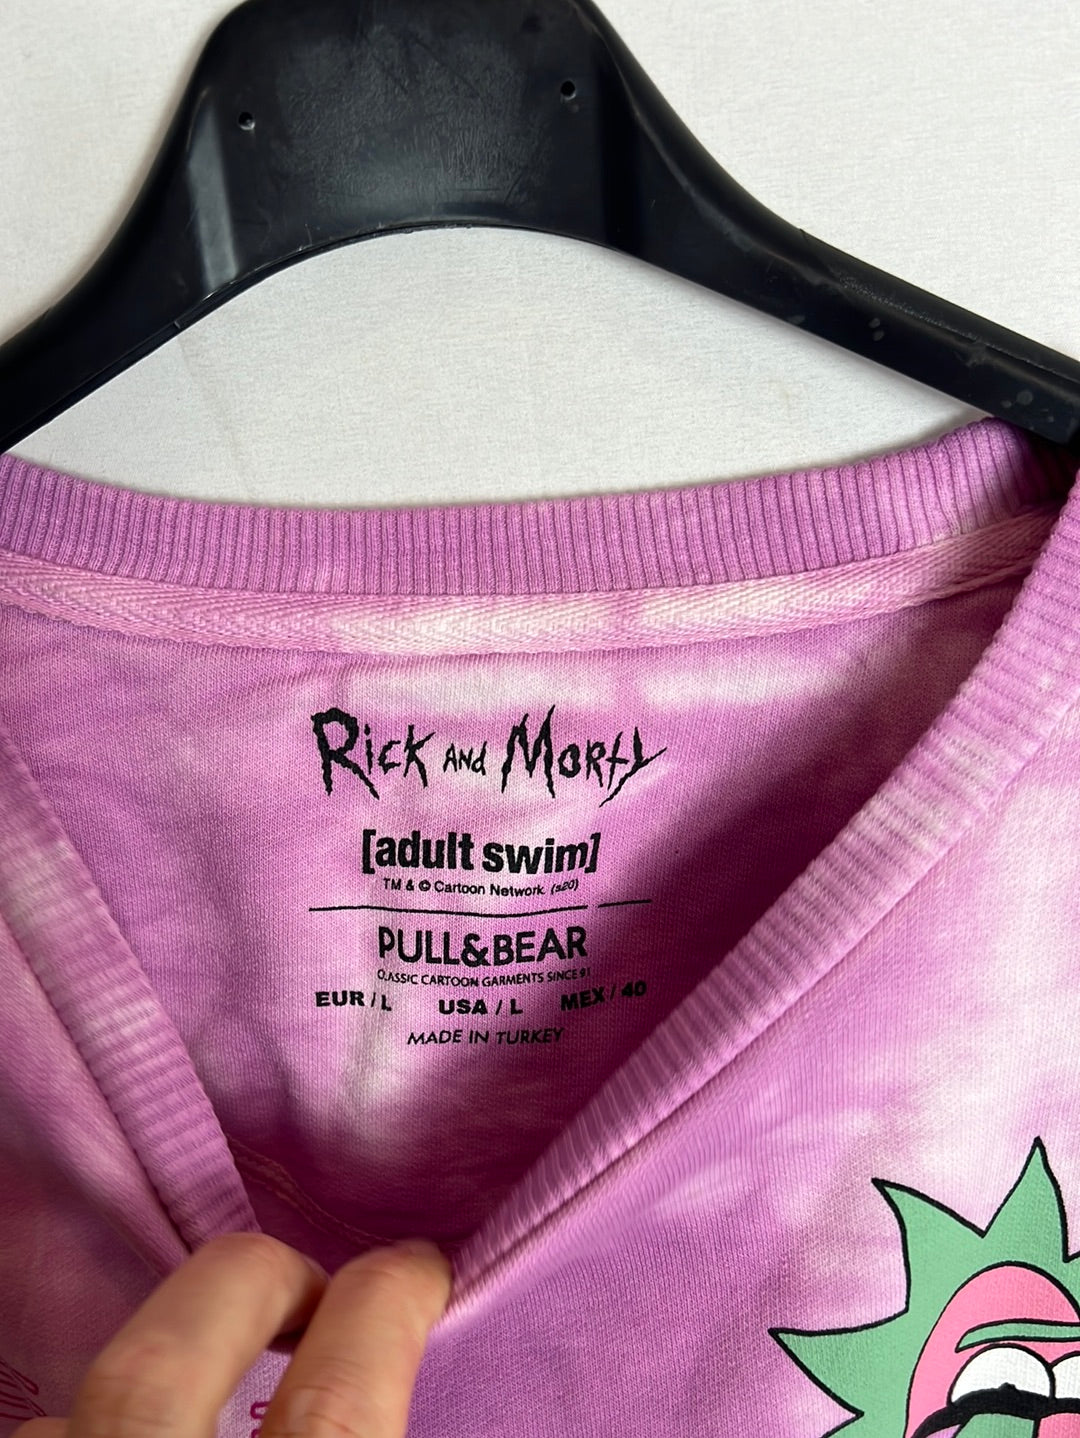 Rick and Morty
[adult swim]
TM & © Cartoon Network. (s20)
PULL&BEAR
CLASSIC CARTOON GARMENTS SINCE 91
EUR / L USA / L MEX / 40
MADE IN TURKEY